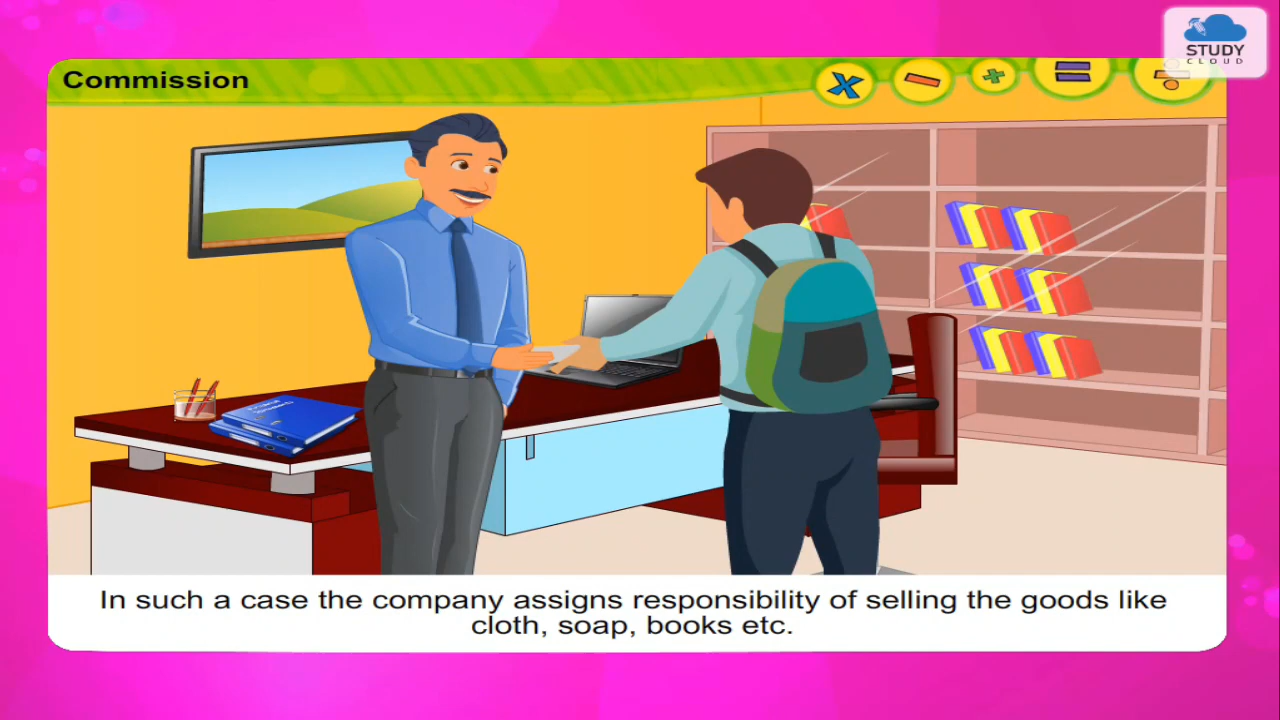 STUDY
CLOUD
Commission
In such a case the company assigns responsibility of selling the goods like
cloth, soap, books etc.